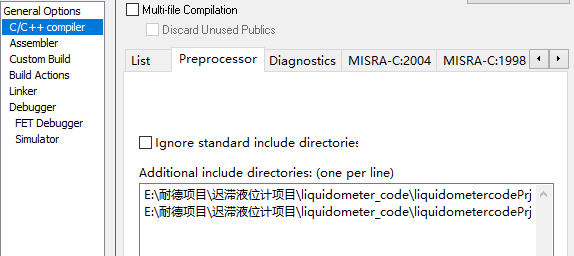 General Options
C/C++ compiler
Assembler
Custom Build
Build Actions
Linker
Debugger
FET Debugger
Simulator
Multi-file Compilation
Discard Unused Publics
List
Preprocessor
Diagnostics
MISRA-C:2004
MISRA-C:1998
Ignore standard include directories
Additional include directories: (one per line)
E:\耐德项目\迟滞液位计项目\liquidometer_code\liquidometercodePrj
E:\耐德项目\迟滞液位计项目\liquidometer_code\liquidometercodePrj